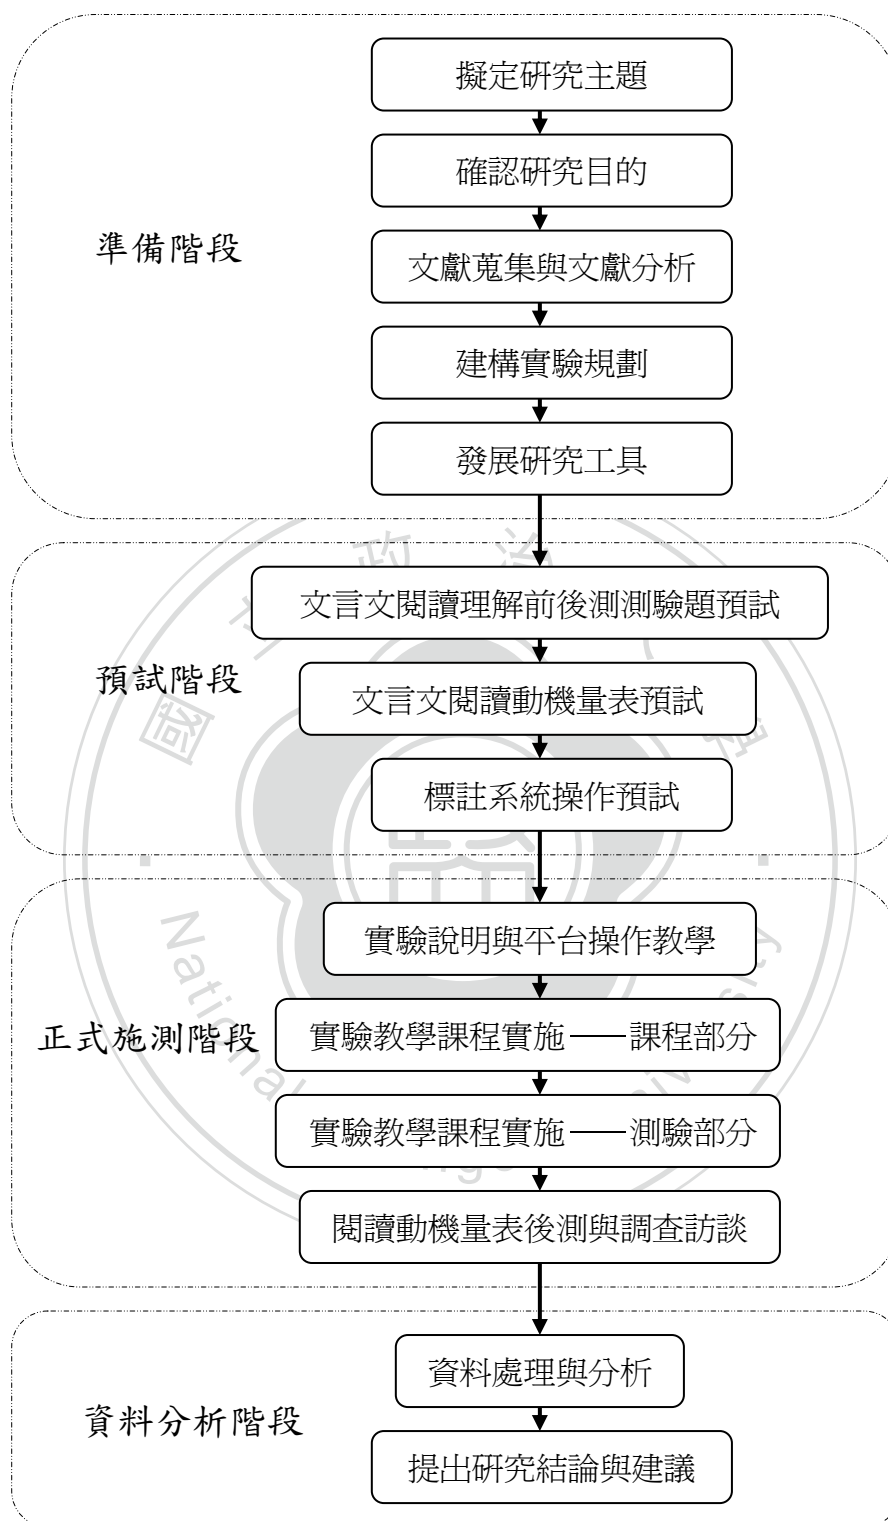 擬定研究主題
確認研究目的
準備階段
文獻蒐集與文獻分析
建構實驗規劃
發展研究工具
文言文閱讀理解前後測測驗題預試
預試階段
文言文閱讀動機量表預試
標註系統操作預試
實驗說明與平台操作教學
正式施測階段
實驗教學課程實施——課程部分
實驗教學課程實施——測驗部分
閱讀動機量表後測與調查訪談
資料處理與分析
資料分析階段
提出研究結論與建議
政
國
National